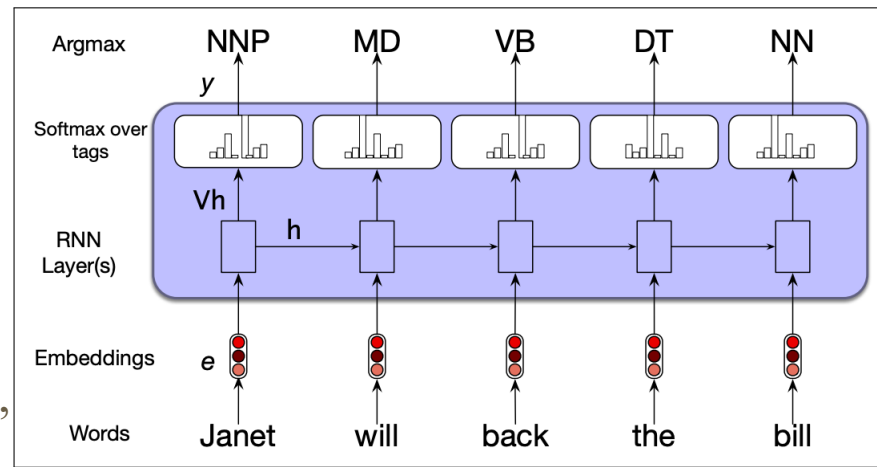 Argmax NNP MD VB DT NN
y
Softmax over
tags
Vh
h
RNN
Layer(s)
Embeddings e
,
Words Janet will back the bill